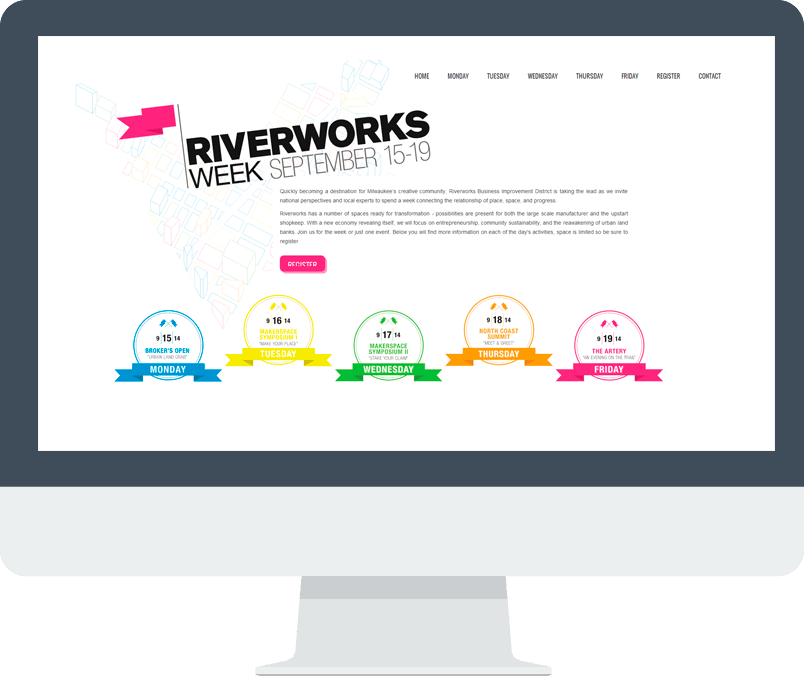 HOME MONDAY TUESDAY WEDNESDAY THURSDAY FRIDAY REGISTER CONTACT
RIVERWORKS
WEEK SEPTEMBER 15-19
Quickly becoming a destination for Milwaukee's creative community, Riverworks Business Improvement District is taking the lead as we invite
national perspectives and local experts to spend a week connecting the relationship of place, space, and progress.
Riverworks has a number of spaces ready for transformation - possibilities are present for both the large scale manufacturer and the upstart
shopkeep. With a new economy revealing itself, we will focus on entrepreneurship, community sustainability, and the reawakening of urban land
banks. Join us for the week or just one event. Below you will find more information on each of the day's activities, space is limited so be sure to
register
REGISTER
9 15 14
BROKER'S OPEN
"URBAN LAND GRAB"
MONDAY
9 16 14
MAKERSPACE
SYMPOSIUM I
"MAKE YOUR PLACE"
TUESDAY
9 17 14
MAKERSPACE
SYMPOSIUM II
"STAKE YOUR CLAIM"
WEDNESDAY
9 18 14
NORTH COAST
SUMMIT
"MEET & GREET"
THURSDAY
9 19 14
THE ARTERY
"AN EVENING ON THE RIVER"
FRIDAY